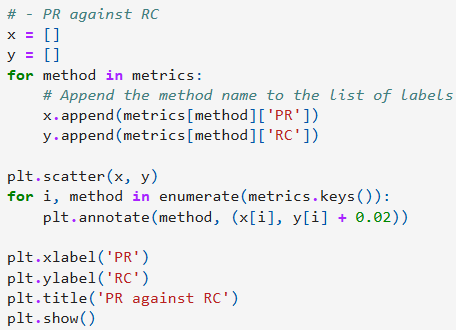 # - PR against RC
x = []
y = []
for method in metrics:
    # Append the method name to the list of labels
    x.append(metrics[method]['PR'])
    y.append(metrics[method]['RC'])

plt.scatter(x, y)
for i, method in enumerate(metrics.keys()):
    plt.annotate(method, (x[i], y[i] + 0.02))

plt.xlabel('PR')
plt.ylabel('RC')
plt.title('PR against RC')
plt.show()